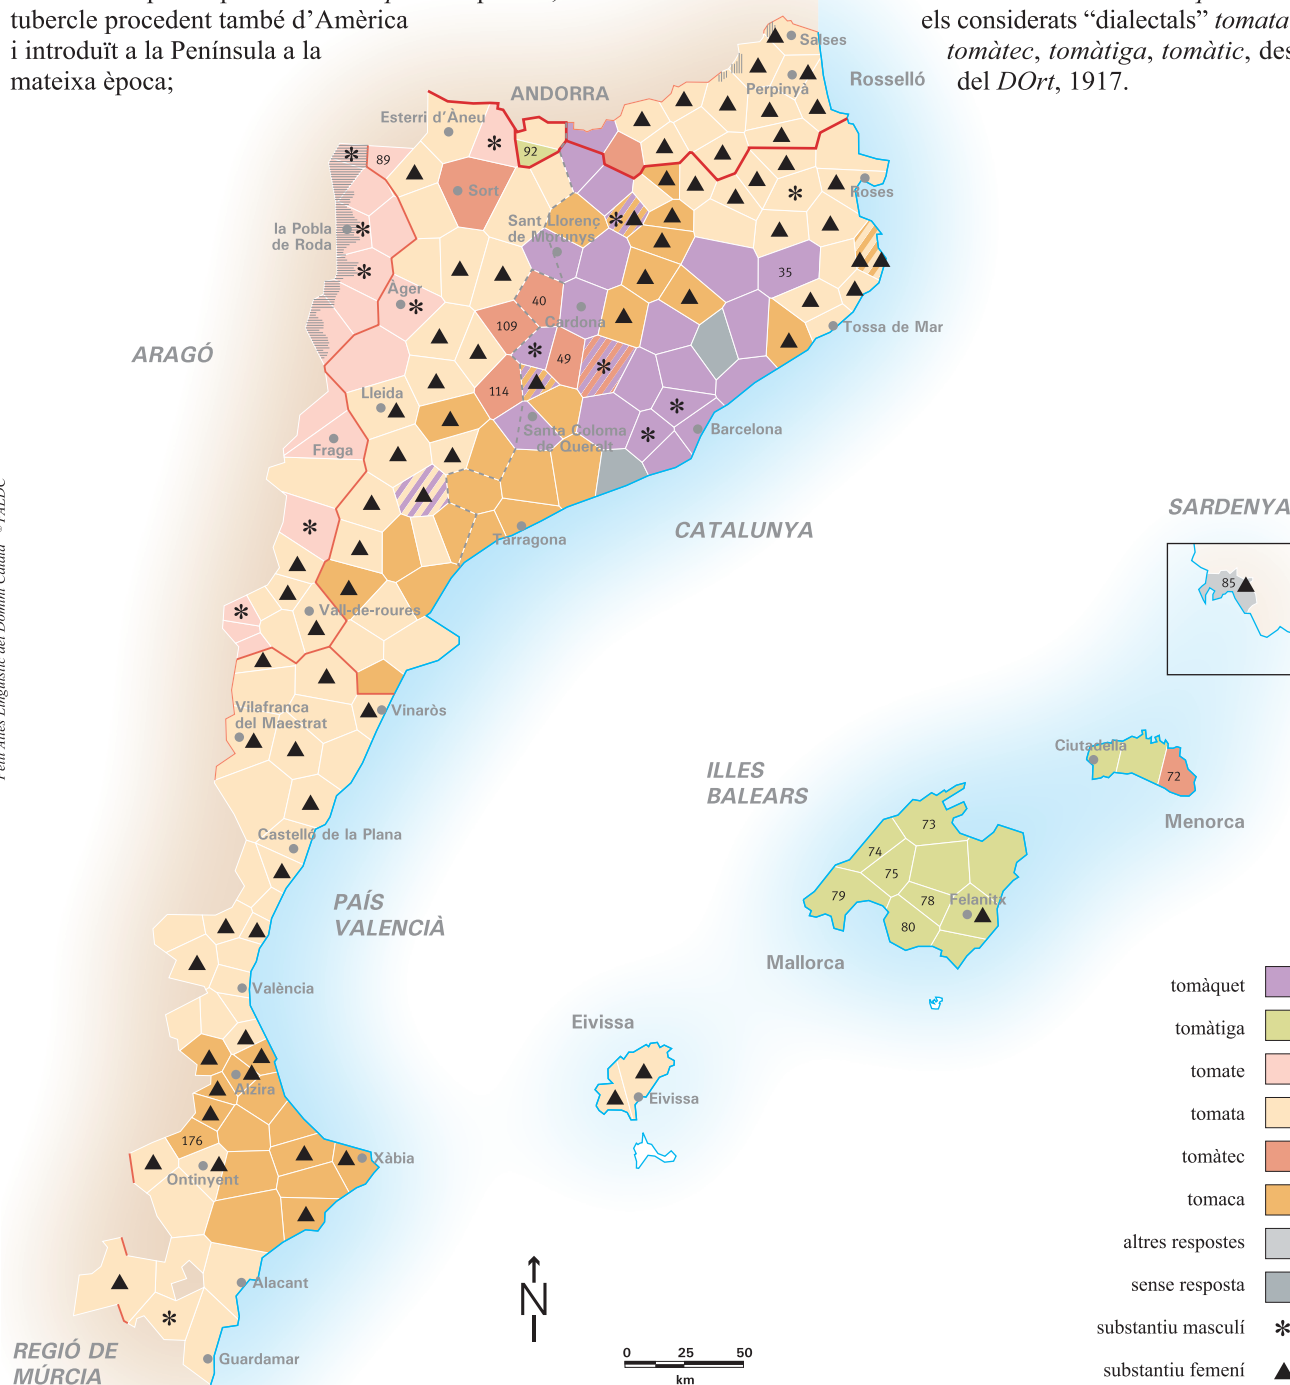 tubercle procedent també d’Amèrica
i introduït a la Península a la
mateixa època;
els considerats “dialectals” tomata
tomàtec, tomàtiga, tomàtic, des
del DOrt, 1917.
Salses
Rosselló
Perpinyà
ANDORRA
Esterri d’Àneu
89
92
Sort
Roses
la Pobla
de Roda
Sant Llorenç
de Morunys
35
Àger
40
Cardona
109
Tossa de Mar
ARAGÓ
49
114
Lleida
Santa Coloma
de Queralt
Barcelona
Fraga
CATALUNYA
Tarragona
SARDENYA
85
Vall-de-roures
Vilafranca
del Maestrat
Vinaròs
Ciutadella
72
Menorca
ILLES
BALEARS
73
74
75
79
78
Felanitx
80
Mallorca
Castelló de la Plana
PAÍS
VALENCIÀ
València
Eivissa
Eivissa
Alzira
176
Ontinyent
Xàbia
Alacant
Guardamar
REGIÓ DE
MÚRCIA
N
0 25 50
km
tomàquet
tomàtiga
tomate
tomata
tomàtec
tomaca
altres respostes
sense resposta
substantiu masculí
substantiu femení